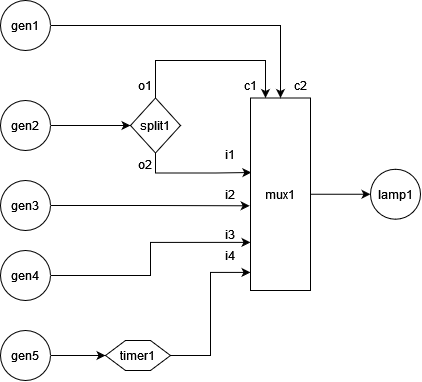 gen1
o1
c1
c2
gen2
split1
o2
i1
gen3
i2
mux1
lamp1
i3
gen4
i4
gen5
timer1